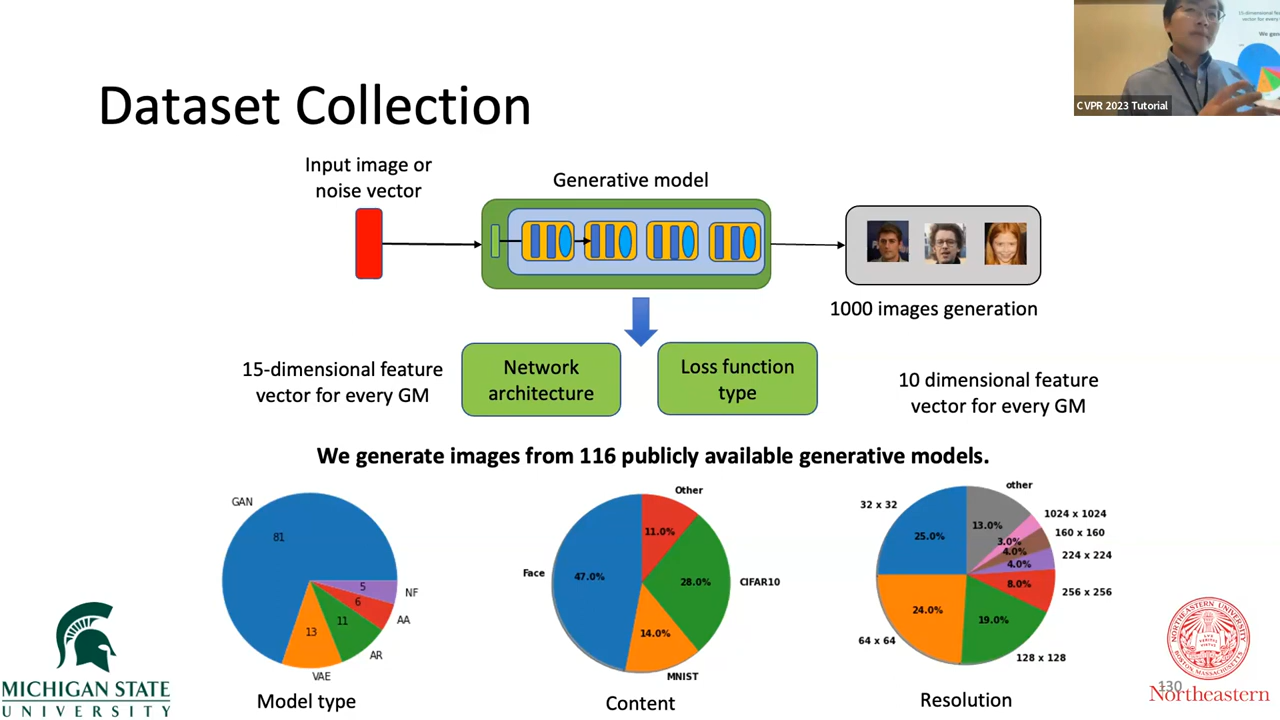 CVPR 2023 Tutorial
Dataset Collection
Input image or
noise vector
Generative model
1000 images generation
15-dimensional feature
vector for every GM
Network
architecture
Loss function
type
10 dimensional feature
vector for every GM
We generate images from 116 publicly available generative models.
GAN
81
5
NF
6
AA
11
AR
13
VAE
Model type
Other
11.0%
Face
47.0%
28.0%
CIFAR10
14.0%
MNIST
Content
other
13.0%
1024 x 1024
3.0%
160 x 160
4.0%
224 x 224
4.0%
256 x 256
8.0%
32 x 32
25.0%
24.0%
64 x 64
19.0%
128 x 128
Resolution
MICHIGAN STATE
UNIVERSITY
NORTHEASTERN UNIVERSITY
Northeastern
130